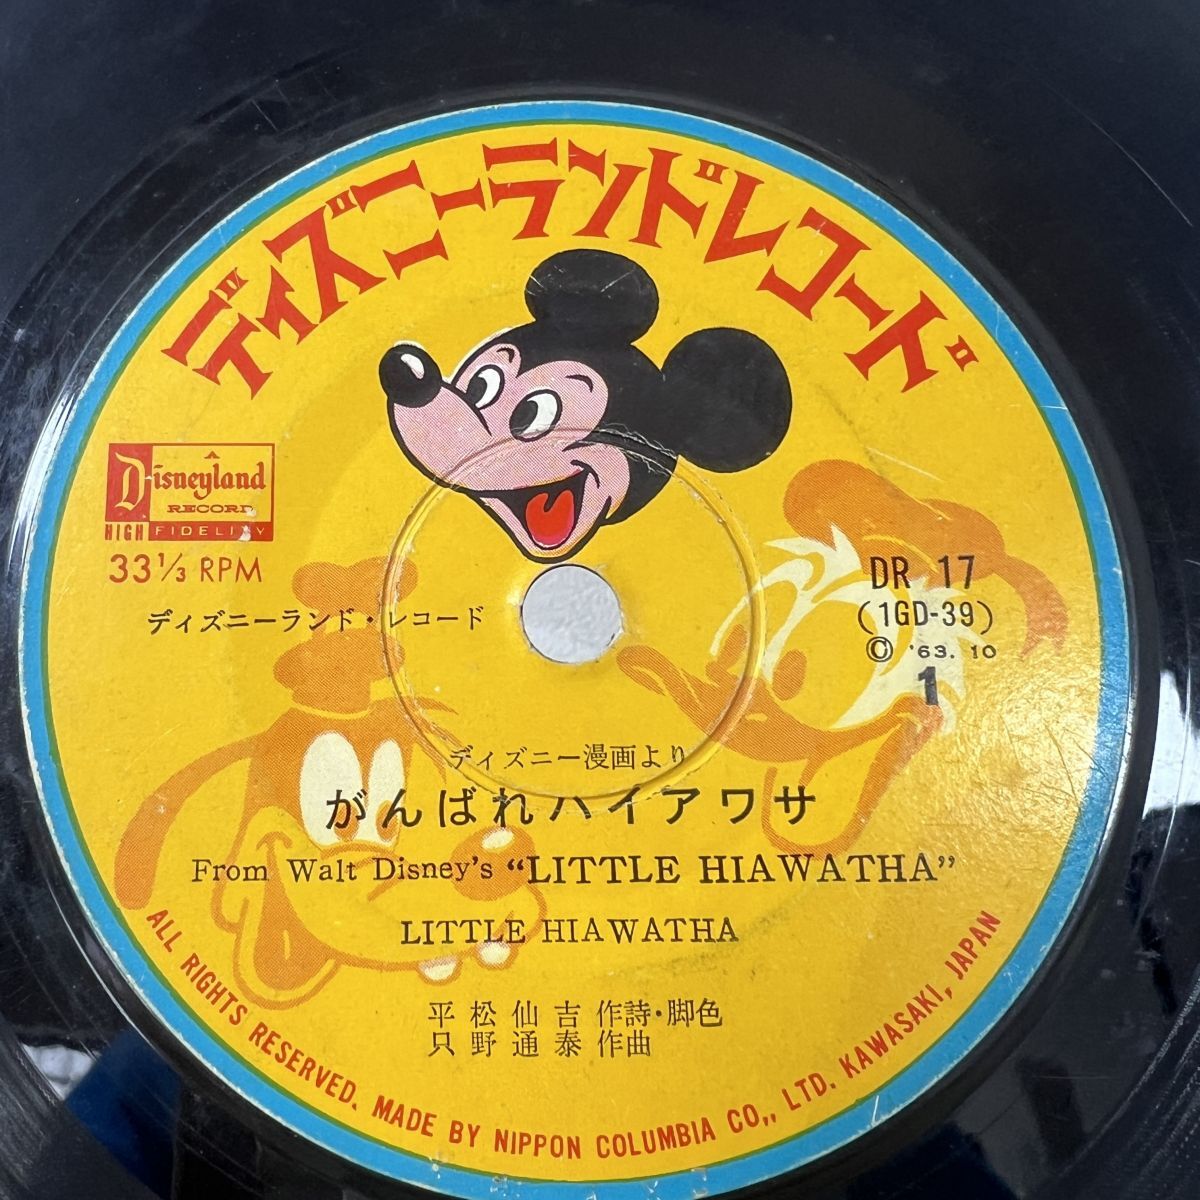 ディズニーランドレコード
Disneyland
RECORD
HIGH FIDELITY
33 1/3 RPM
ディズニーランド・レコード
DR 17
(1GD-39)
© '63. 10
1
ディズニー漫画より
がんばれハイアワサ
From Walt Disney's "LITTLE HIAWATHA"
LITTLE HIAWATHA
平松仙吉 作詩・脚色
只野通泰 作曲
ALL RIGHTS RESERVED. MADE BY NIPPON COLUMBIA CO., LTD. KAWASAKI, JAPAN